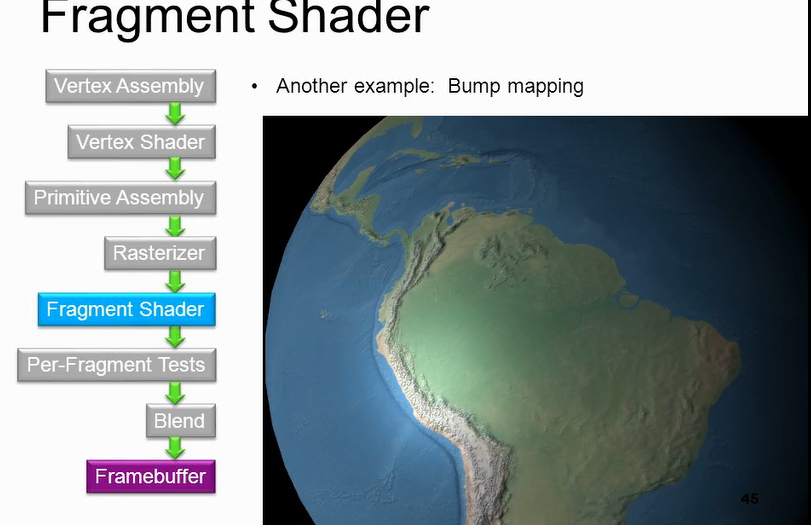 Fragment Shader
Vertex Assembly
Vertex Shader
Primitive Assembly
Rasterizer
Fragment Shader
Per-Fragment Tests
Blend
Framebuffer
• Another example: Bump mapping
45